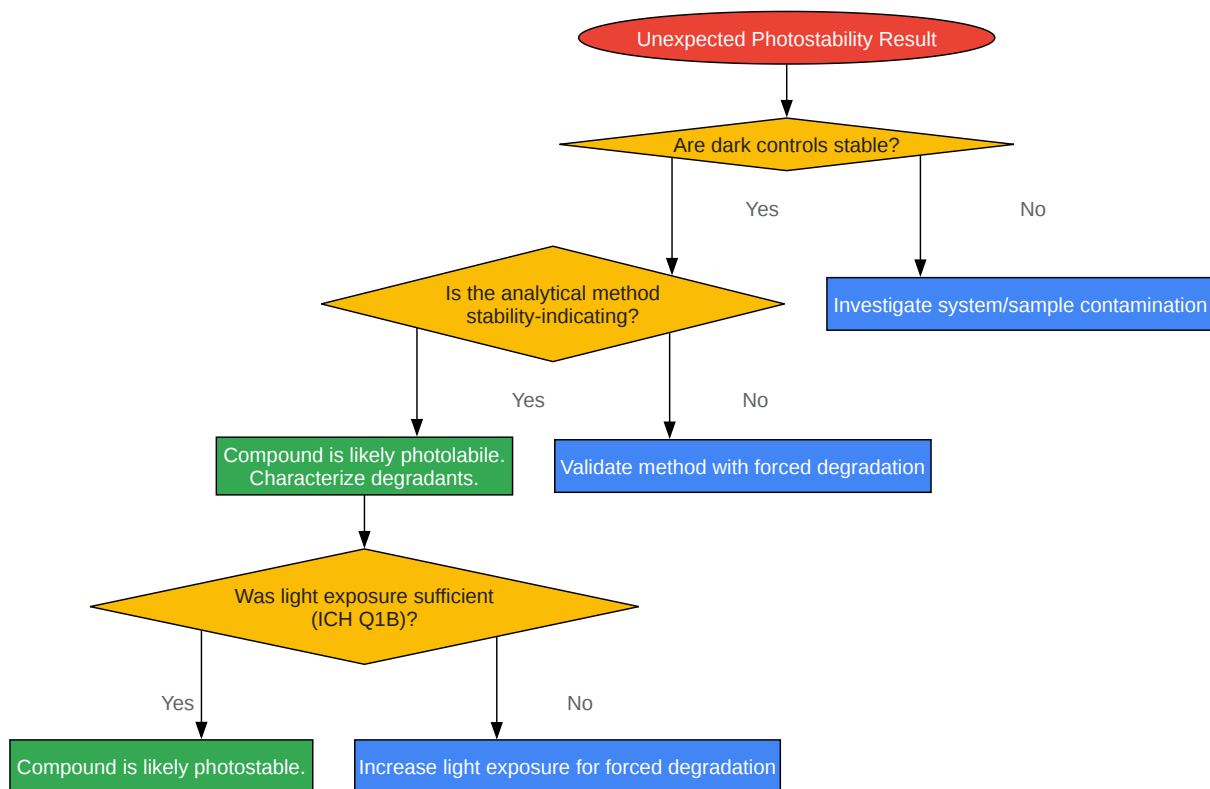 Unexpected Photostability Result
Are dark controls stable?
Yes
No
Is the analytical method
stability-indicating?
Investigate system/sample contamination
Yes
No
Compound is likely photolabile.
Characterize degradants.
Validate method with forced degradation
Was light exposure sufficient
(ICH Q1B)?
Yes
No
Compound is likely photostable.
Increase light exposure for forced degradation